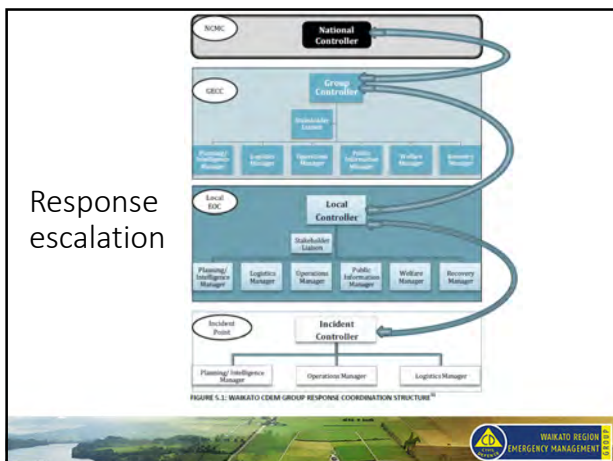 NCMC
National
Controller
GECC
Group
Controller
Stakeholder
Liaison
Planning/
Intelligence
Manager
Logistics
Manager
Operations
Manager
Public
Information
Manager
Welfare
Manager
Recovery
Manager
Response
escalation
Local
EOC
Local
Controller
Stakeholder
Liaison
Planning/
Intelligence
Manager
Logistics
Manager
Operations
Manager
Public
Information
Manager
Welfare
Manager
Recovery
Manager
Incident
Point
Incident
Controller
Planning/ Intelligence
Manager
Operations Manager
Logistics Manager
FIGURE 5.1: WAIKATO CDEM GROUP RESPONSE COORDINATION STRUCTURE
CD
CIVIL
DEFENCE
WAIKATO REGION
EMERGENCY MANAGEMENT
GROUP